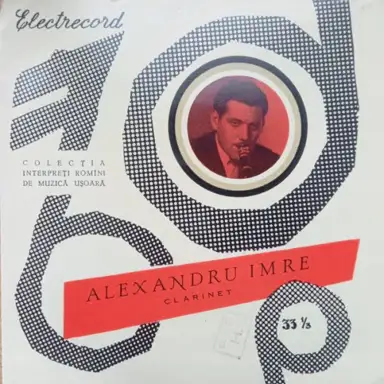 Electrecord
COLECȚIA
INTERPREȚI ROMÎNI
DE MUZICĂ UȘOARĂ
ALEXANDRU IMRE
CLARINET
33 ⅓